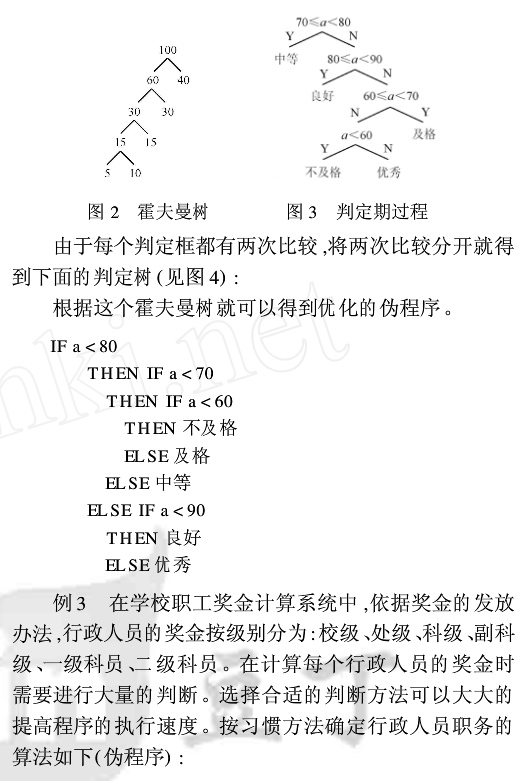 100
60 40
30 30
15 15
5 10
图 2 霍夫曼树
70≤a<80
Y N
中等 80≤a<90
Y N
良好 60≤a<70
N Y
a<60 及格
Y N
不及格 优秀
图 3 判定期过程
由于每个判定框都有两次比较,将两次比较分开就得
到下面的判定树(见图 4) :
根据这个霍夫曼树就可以得到优化的伪程序。
IF a < 80
THEN IF a < 70
THEN IF a < 60
THEN 不及格
ELSE 及格
ELSE 中等
ELSE IF a < 90
THEN 良好
ELSE 优秀
例 3 在学校职工奖金计算系统中,依据奖金的发放
办法,行政人员的奖金按级别分为:校级、处级、科级、副科
级、一级科员、二级科员。在计算每个行政人员的奖金时
需要进行大量的判断。选择合适的判断方法可以大大的
提高程序的执行速度。按习惯方法确定行政人员职务的
算法如下(伪程序) :
nki.net
豆丁